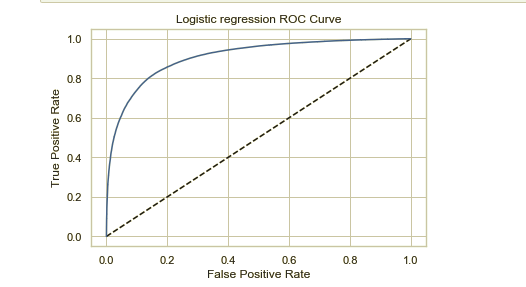 Logistic regression ROC Curve
1.0
0.8
0.6
0.4
0.2
0.0
True Positive Rate
0.0 0.2 0.4 0.6 0.8 1.0
False Positive Rate